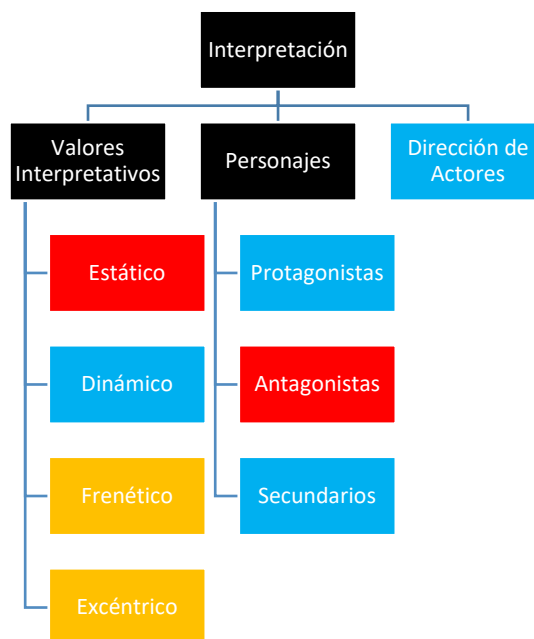 Interpretación
Valores
Interpretativos
Personajes
Dirección de
Actores
Estático
Protagonistas
Dinámico
Antagonistas
Frenético
Secundarios
Excéntrico